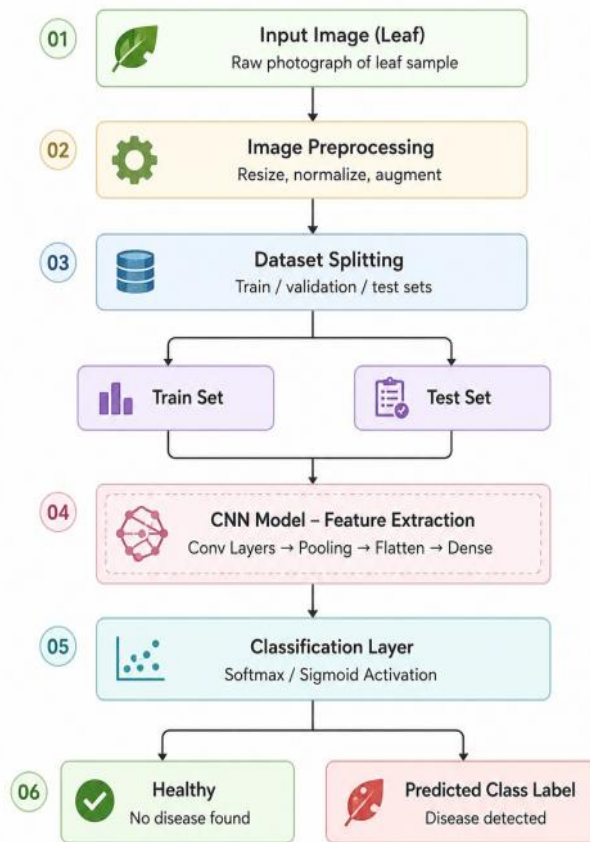 01
Input Image (Leaf)
Raw photograph of leaf sample
02
Image Preprocessing
Resize, normalize, augment
03
Dataset Splitting
Train / validation / test sets
Train Set
Test Set
04
CNN Model – Feature Extraction
Conv Layers → Pooling → Flatten → Dense
05
Classification Layer
Softmax / Sigmoid Activation
06
Healthy
No disease found
Predicted Class Label
Disease detected